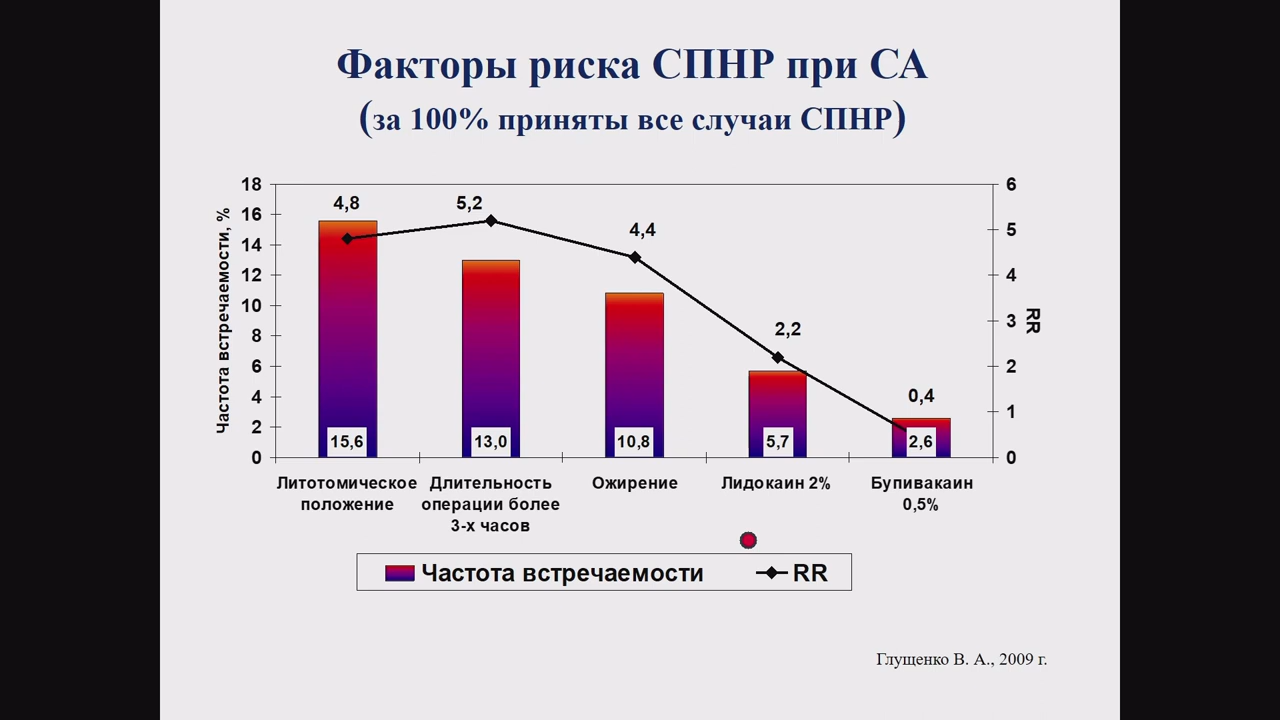 Факторы риска СПНР при СА
(за 100% приняты все случаи СПНР)
18
16
14
12
10
8
6
4
2
0
Частота встречаемости, %
4,8
5,2
4,4
2,2
0,4
15,6
13,0
10,8
5,7
2,6
6
5
4
3
2
1
0
RR
Литотомическое
положение
Длительность
операции более
3-х часов
Ожирение
Лидокаин 2%
Бупивакаин
0,5%
Частота встречаемости
RR
Глущенко В. А., 2009 г.